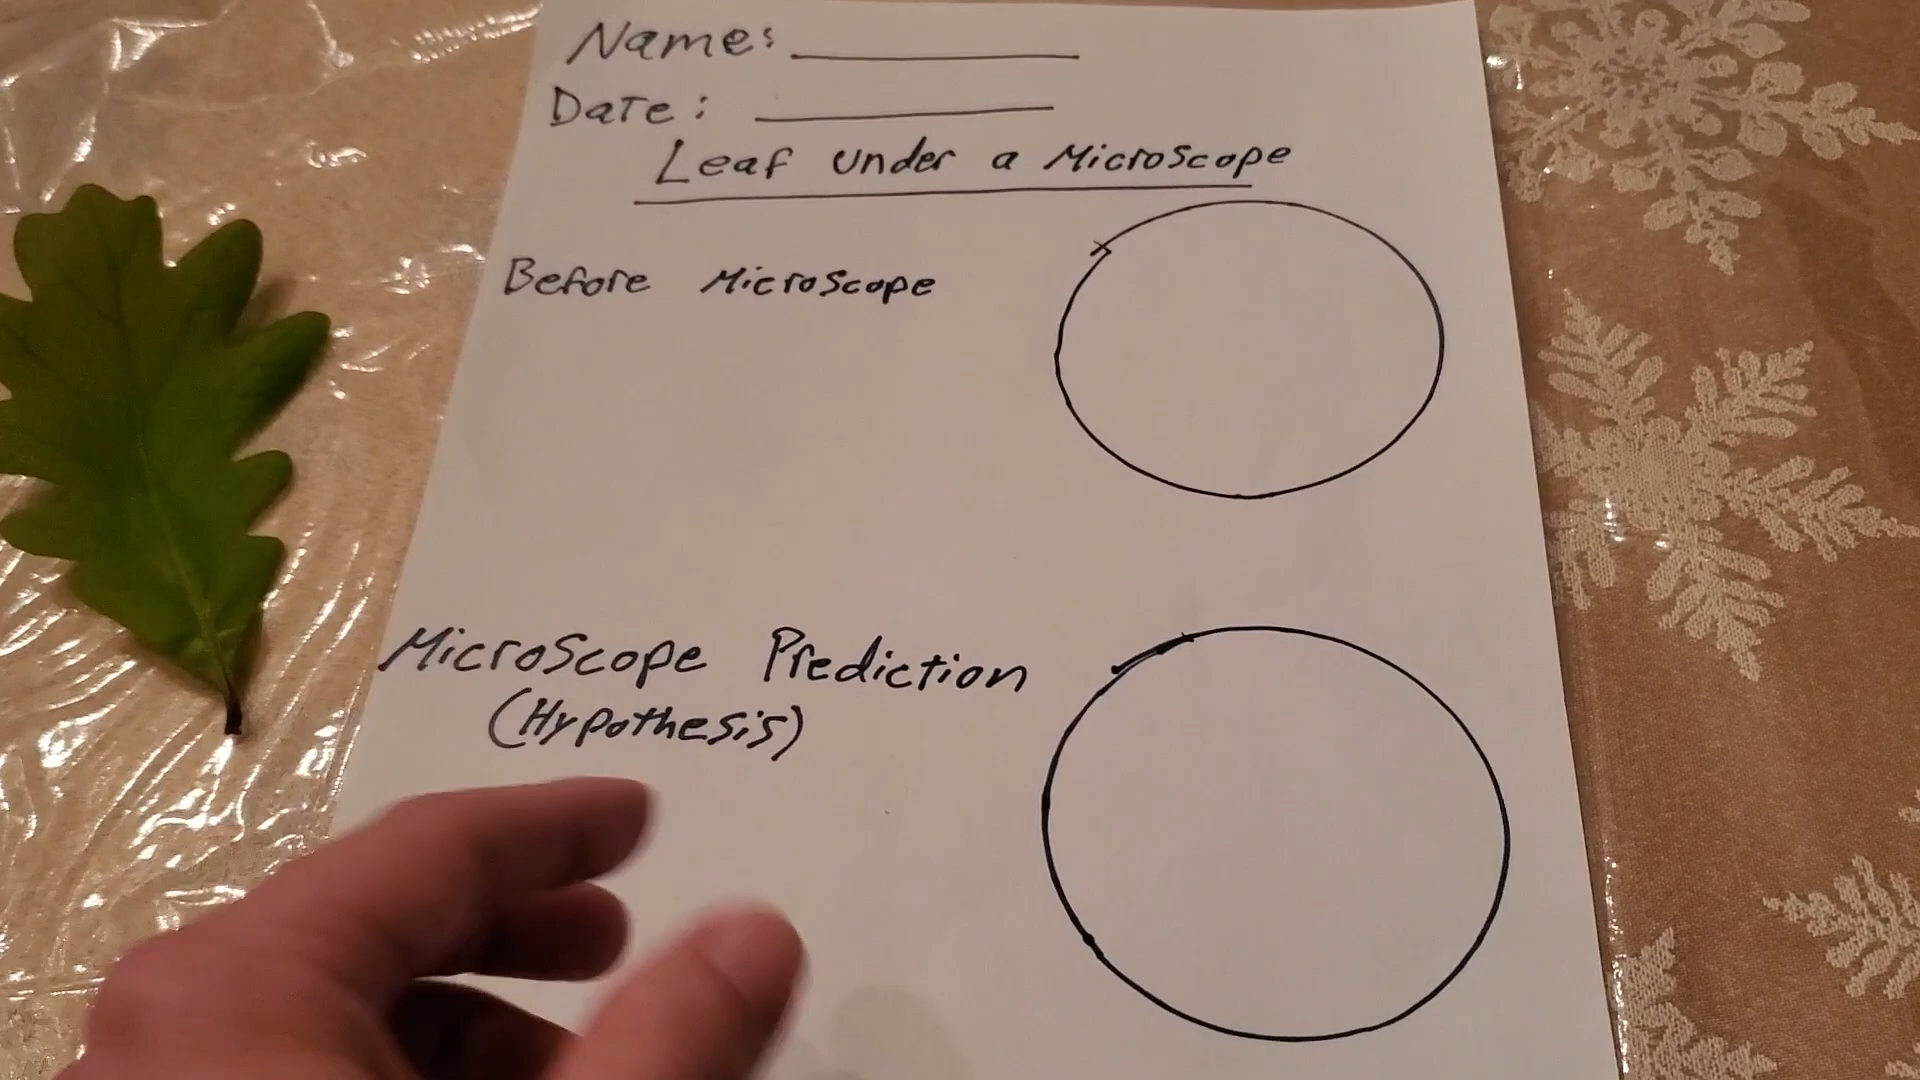 Name:
Date:
Leaf under a Microscope
Before Microscope
Microscope Prediction
(Hypothesis)